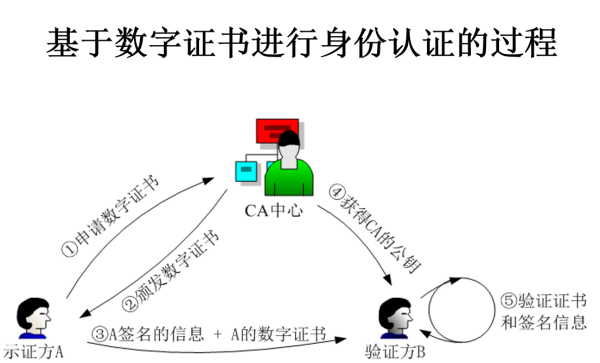 基于数字证书进行身份认证的过程
CA中心
①申请数字证书
②颁发数字证书
④获得CA的公钥
③A签名的信息 + A的数字证书
⑤验证证书
和签名信息
示证方A
验证方B